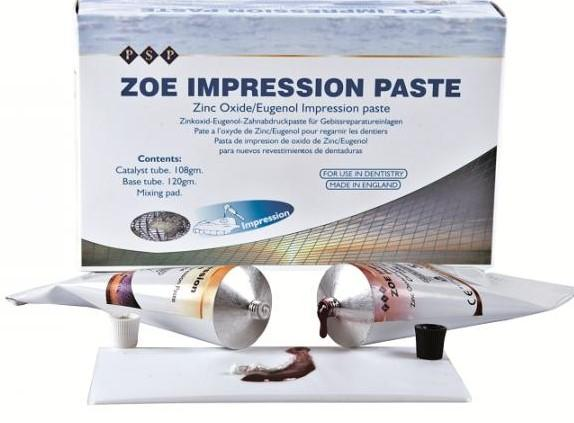 ZOE IMPRESSION PASTE
P S P
ZOE IMPRESSION PASTE
Zinc Oxide/Eugenol Impression paste
Zinkoxid-Eugenol-Zahnabdruckpaste für Gebissreparatureinlagen
Pate a l'oxyde de Zinc/Eugenol pour regarnir les dentiers
Pasta de impresion de oxido de Zinc/Eugenol
para nuevos revestimientos de dentaduras
Contents:
Catalyst tube. 108gm.
Base tube. 120gm.
Mixing pad.
FOR USE IN DENTISTRY
MADE IN ENGLAND
Impression
ZOE
CE